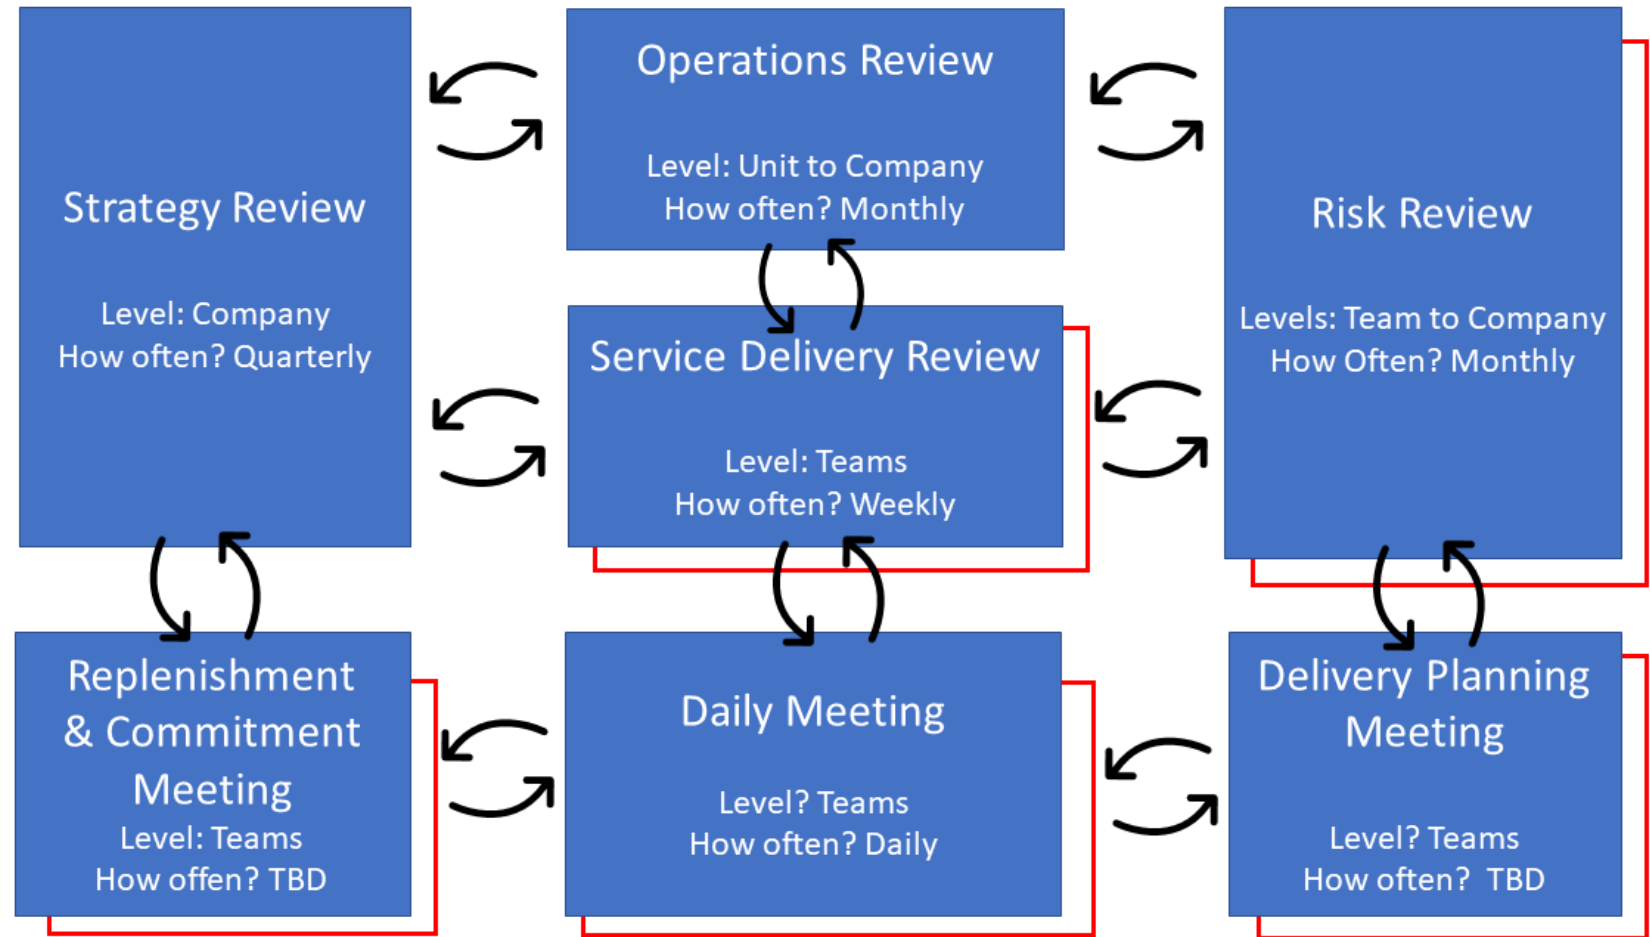 Strategy Review
Level: Company
How often? Quarterly
Operations Review
Level: Unit to Company
How often? Monthly
Risk Review
Levels: Team to Company
How Often? Monthly
Service Delivery Review
Level: Teams
How often? Weekly
Replenishment
& Commitment
Meeting
Level: Teams
How offen? TBD
Daily Meeting
Level? Teams
How often? Daily
Delivery Planning
Meeting
Level? Teams
How often? TBD